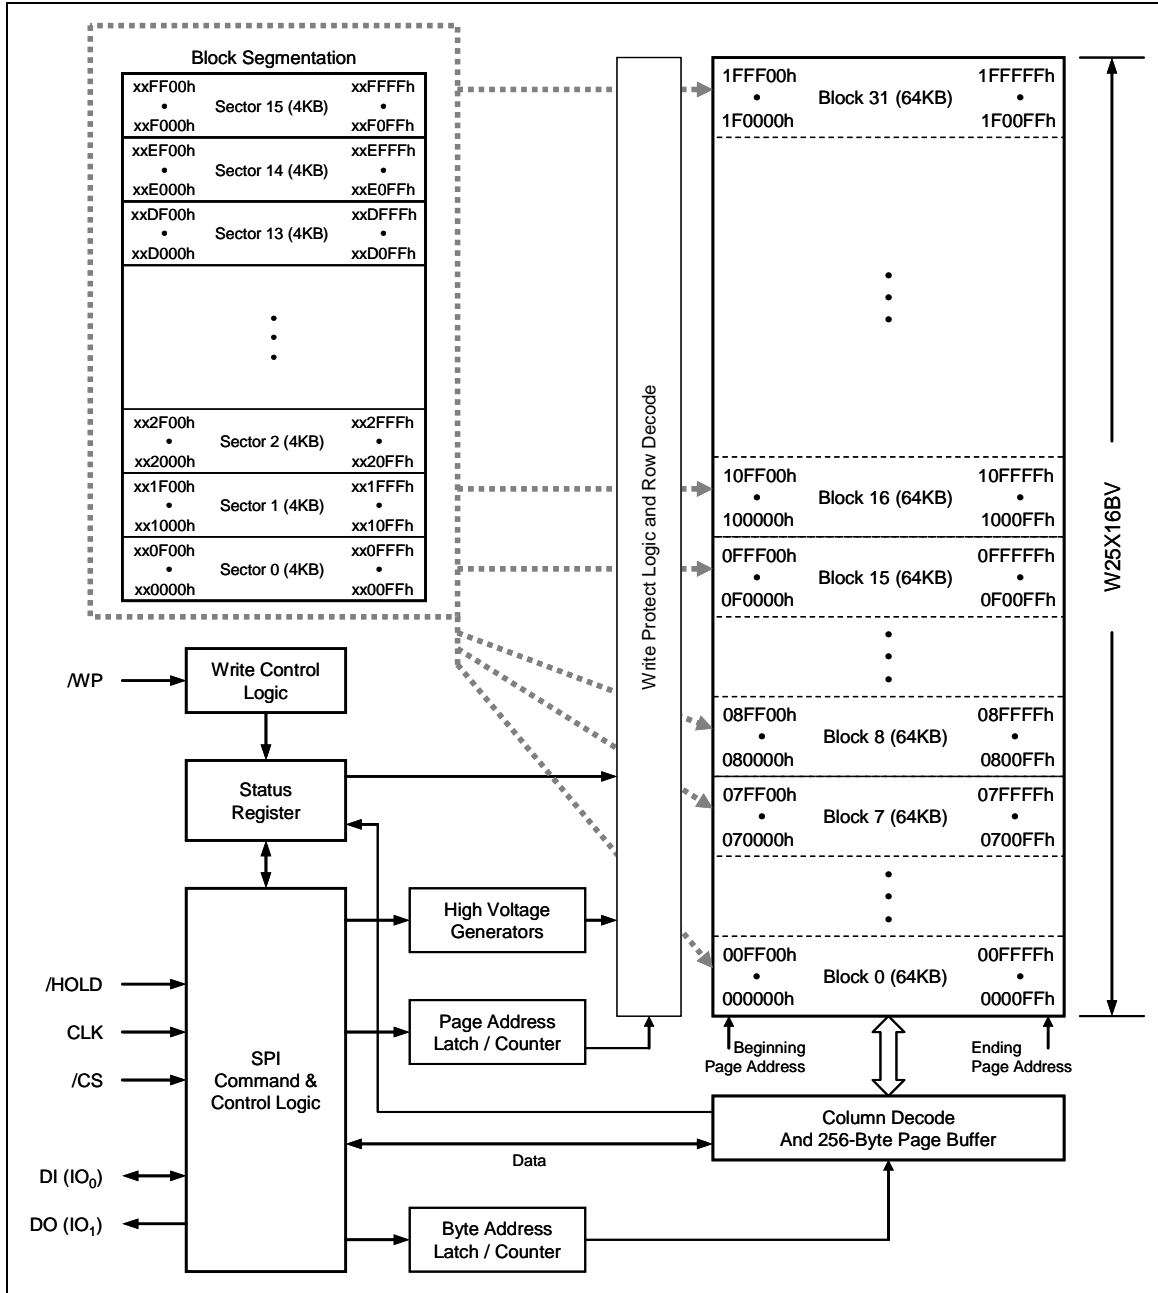 Block Segmentation
xxFF00h xxFFFFh
Sector 15 (4KB)
xxF000h xxF0FFh
xxEF00h xxEFFFh
Sector 14 (4KB)
xxE000h xxE0FFh
xxDF00h xxDFFFh
Sector 13 (4KB)
xxD000h xxD0FFh
xx2F00h xx2FFFh
Sector 2 (4KB)
xx2000h xx20FFh
xx1F00h xx1FFFh
Sector 1 (4KB)
xx1000h xx10FFh
xx0F00h xx0FFFh
Sector 0 (4KB)
xx0000h xx00FFh
Write Protect Logic and Row Decode
1FFF00h 1FFFFFh
Block 31 (64KB)
1F0000h 1F00FFh
10FF00h 10FFFFh
Block 16 (64KB)
100000h 1000FFh
0FFF00h 0FFFFFh
Block 15 (64KB)
0F0000h 0F00FFh
08FF00h 08FFFFh
Block 8 (64KB)
080000h 0800FFh
07FF00h 07FFFFh
Block 7 (64KB)
070000h 0700FFh
00FF00h 00FFFFh
Block 0 (64KB)
000000h 0000FFh
W25X16BV
Beginning
Page Address
Ending
Page Address
/WP
Write Control
Logic
Status
Register
High Voltage
Generators
/HOLD
CLK
/CS
SPI
Command &
Control Logic
Page Address
Latch / Counter
Column Decode
And 256-Byte Page Buffer
Data
DI (IO0)
DO (IO1)
Byte Address
Latch / Counter